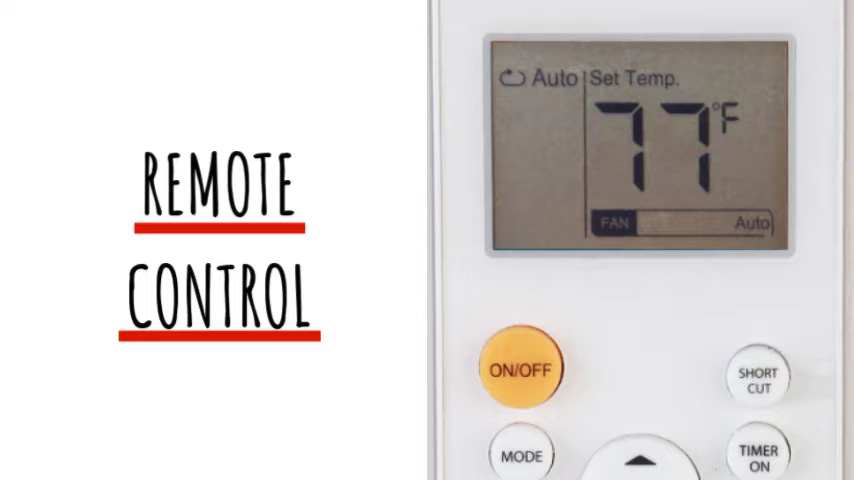 REMOTE
CONTROL
Auto
Set Temp.
77°F
FAN
Auto
ON/OFF
SHORT
CUT
MODE
TIMER
ON